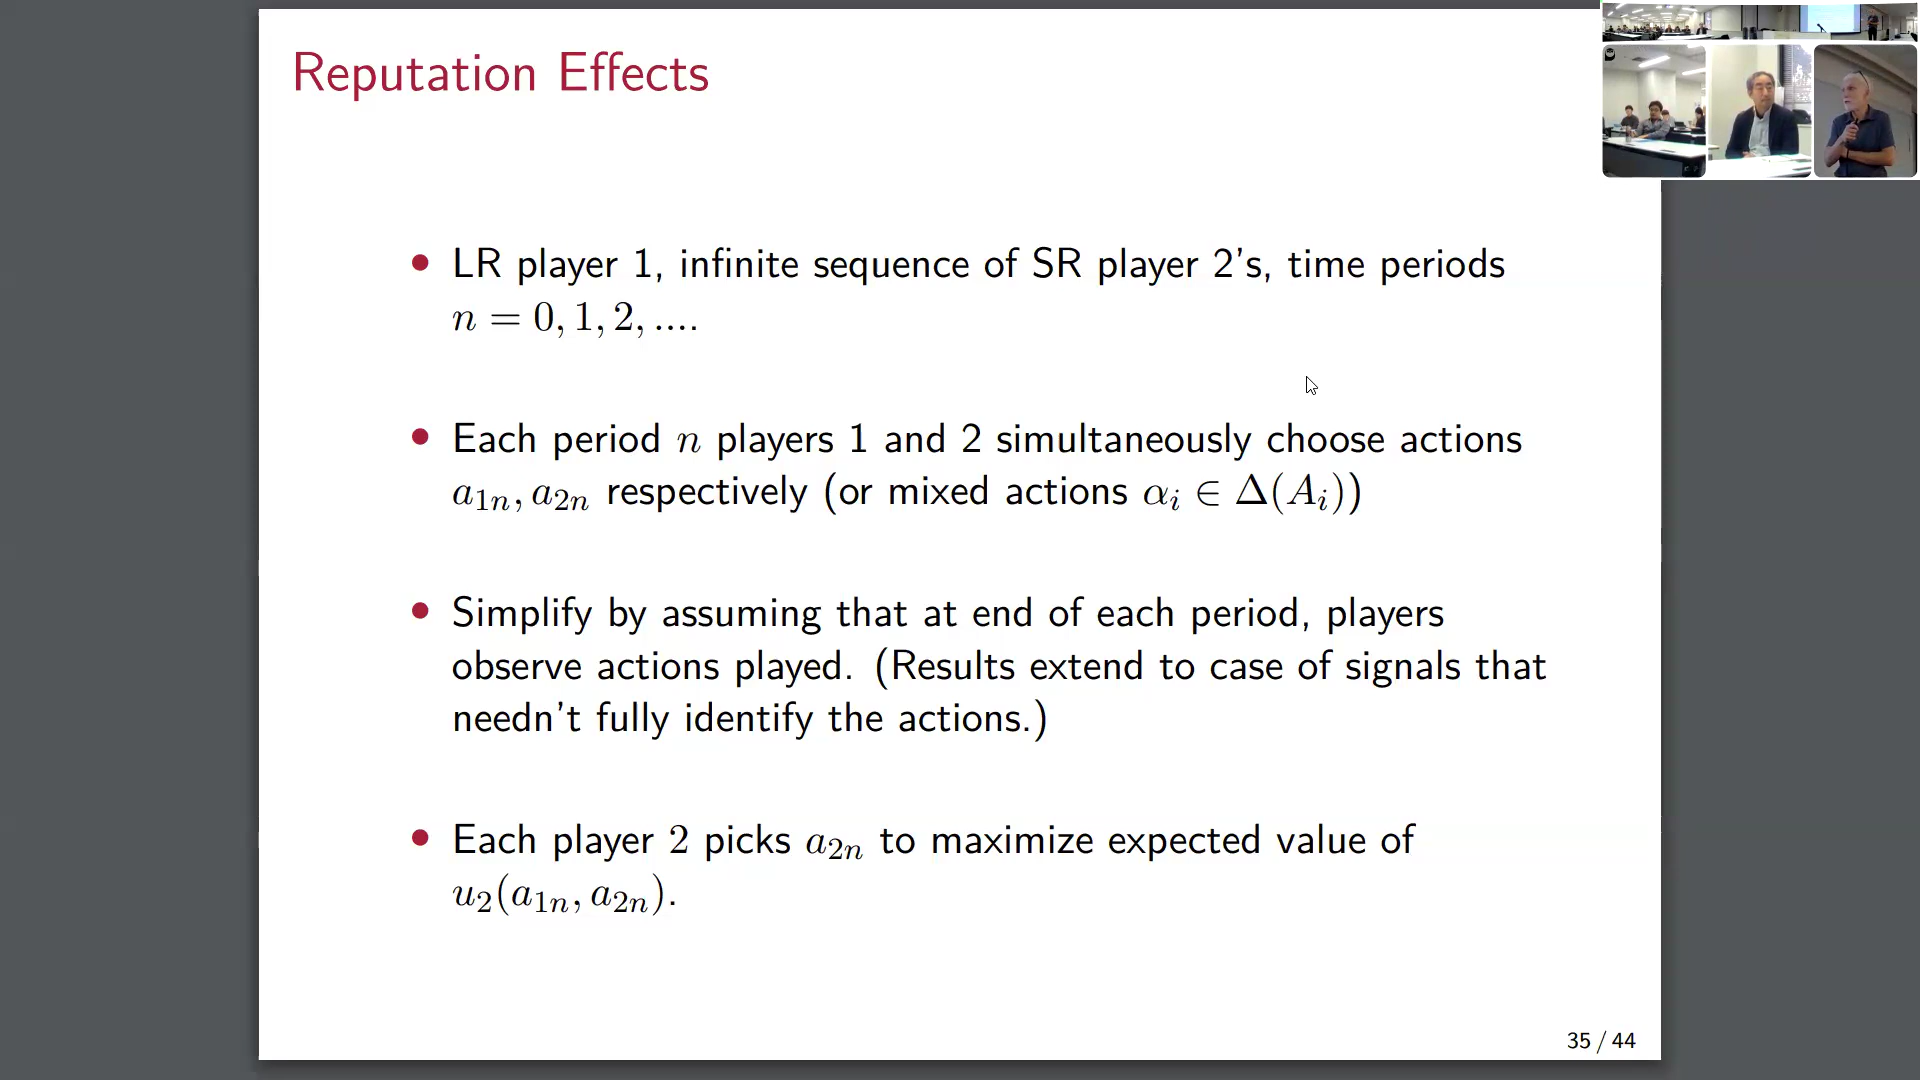 Reputation Effects
• LR player 1, infinite sequence of SR player 2's, time periods
n = 0, 1, 2, ....
• Each period n players 1 and 2 simultaneously choose actions
a₁ₙ, a₂ₙ respectively (or mixed actions αᵢ ∈ Δ(Aᵢ))
• Simplify by assuming that at end of each period, players
observe actions played. (Results extend to case of signals that
needn't fully identify the actions.)
• Each player 2 picks a₂ₙ to maximize expected value of
u₂(a₁ₙ, a₂ₙ).
35 / 44